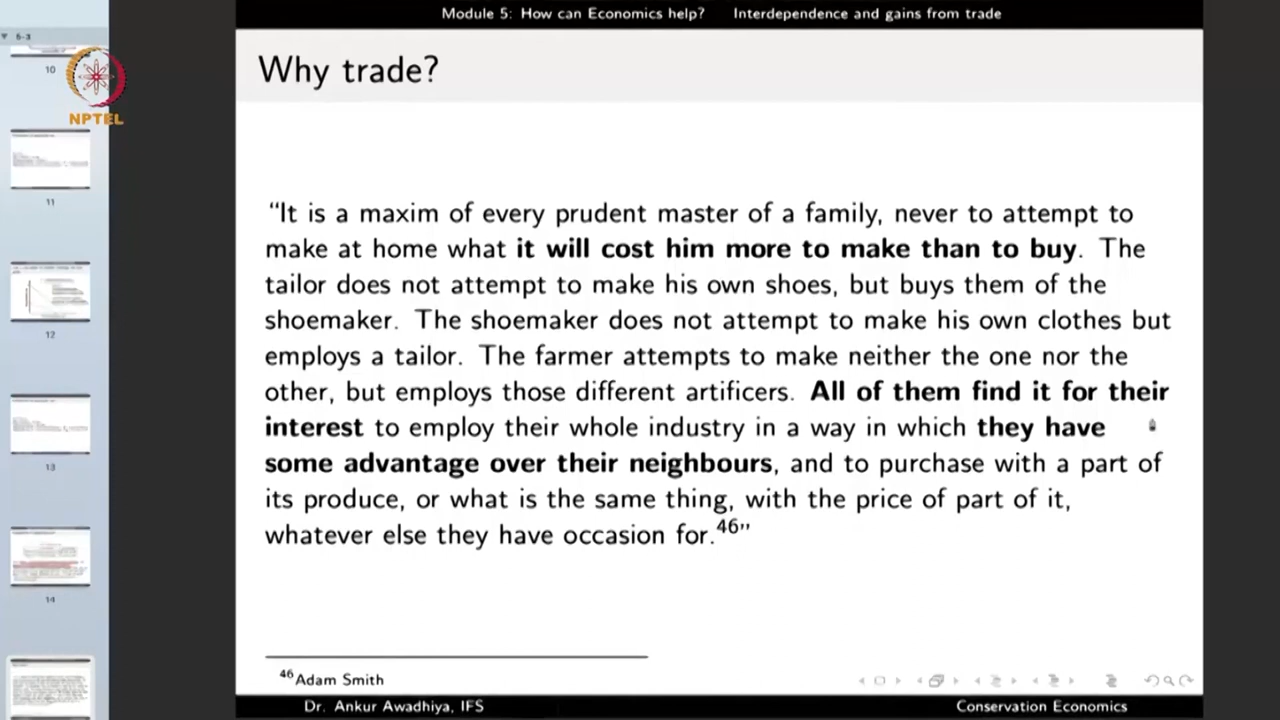 Module 5: How can Economics help? Interdependence and gains from trade
5-3
10
NPTEL
11
12
13
14
Why trade?
“It is a maxim of every prudent master of a family, never to attempt to
make at home what it will cost him more to make than to buy. The
tailor does not attempt to make his own shoes, but buys them of the
shoemaker. The shoemaker does not attempt to make his own clothes but
employs a tailor. The farmer attempts to make neither the one nor the
other, but employs those different artificers. All of them find it for their
interest to employ their whole industry in a way in which they have
some advantage over their neighbours, and to purchase with a part of
its produce, or what is the same thing, with the price of part of it,
whatever else they have occasion for.46”
46Adam Smith
Dr. Ankur Awadhiya, IFS Conservation Economics